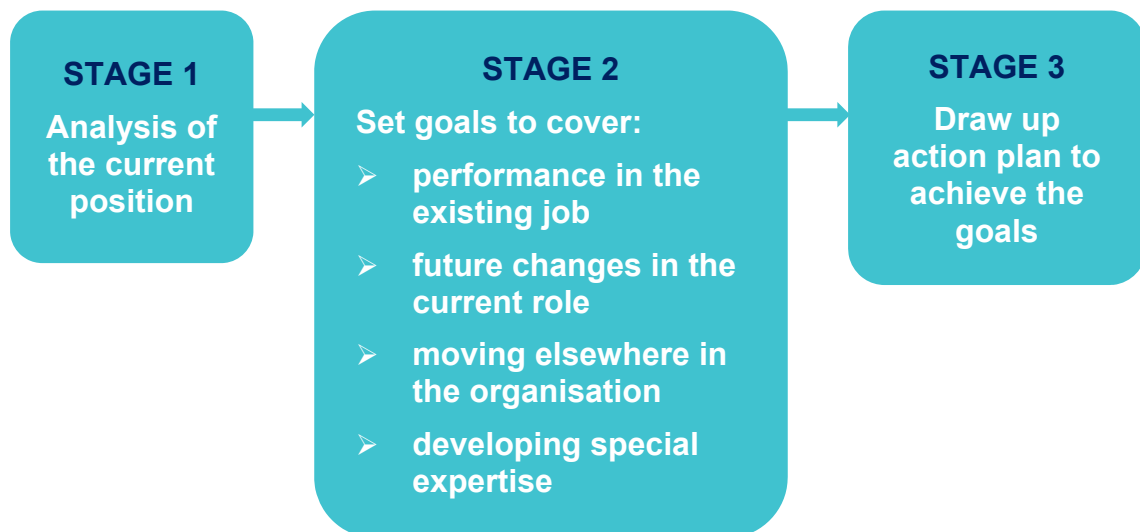 STAGE 1
Analysis of
the current
position
STAGE 2
Set goals to cover:
➢ performance in the
existing job
➢ future changes in the
current role
➢ moving elsewhere in
the organisation
➢ developing special
expertise
STAGE 3
Draw up
action plan to
achieve the
goals